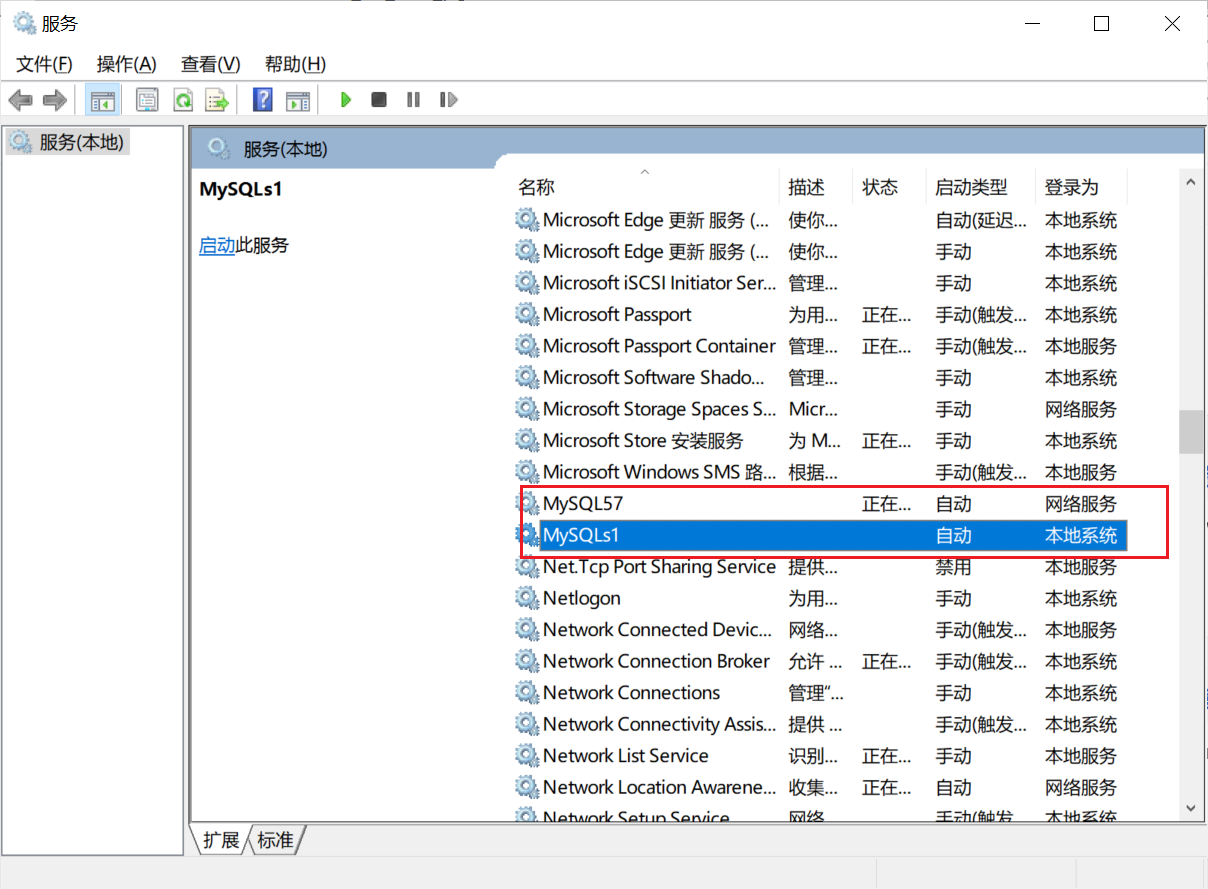 服务
文件(F) 操作(A) 查看(V) 帮助(H)
服务(本地)
服务(本地)
MySQLs1
启动此服务
名称 描述 状态 启动类型 登录为
Microsoft Edge 更新 服务 (... 使你... 自动(延迟... 本地系统
Microsoft Edge 更新 服务 (... 使你... 手动 本地系统
Microsoft iSCSI Initiator Ser... 管理... 手动 本地系统
Microsoft Passport 为用... 正在... 手动(触发... 本地系统
Microsoft Passport Container 管理... 正在... 手动(触发... 本地服务
Microsoft Software Shado... 管理... 手动 本地系统
Microsoft Storage Spaces S... Micr... 手动 网络服务
Microsoft Store 安装服务 为 M... 正在... 手动 本地系统
Microsoft Windows SMS 路... 根据... 手动(触发... 本地服务
MySQL57 正在... 自动 网络服务
MySQLs1 自动 本地系统
Net.Tcp Port Sharing Service 提供... 禁用 本地服务
Netlogon 为用... 手动 本地系统
Network Connected Devic... 网络... 手动(触发... 本地服务
Network Connection Broker 允许 ... 正在... 手动(触发... 本地系统
Network Connections 管理“... 手动 本地系统
Network Connectivity Assis... 提供 ... 手动(触发... 本地系统
Network List Service 识别... 正在... 手动 本地服务
Network Location Awarene... 收集... 正在... 自动 网络服务
Network Setup Service 网络... 手动(触发... 本地系统
扩展 标准